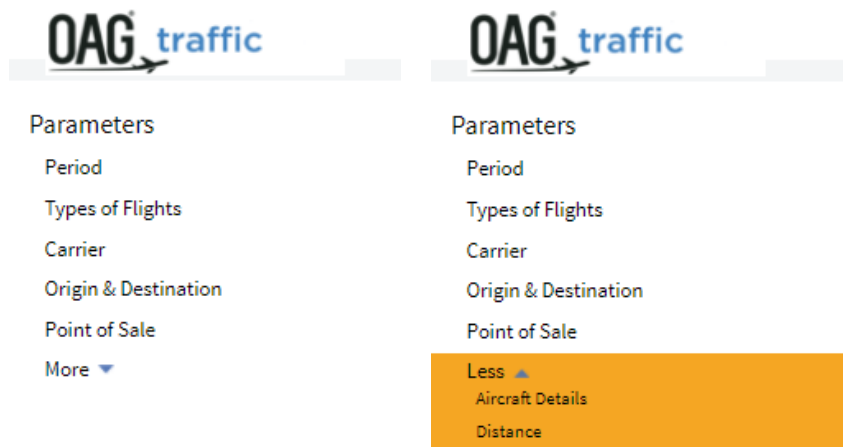 OAG traffic
Parameters
Period
Types of Flights
Carrier
Origin & Destination
Point of Sale
More
OAG traffic
Parameters
Period
Types of Flights
Carrier
Origin & Destination
Point of Sale
Less
Aircraft Details
Distance